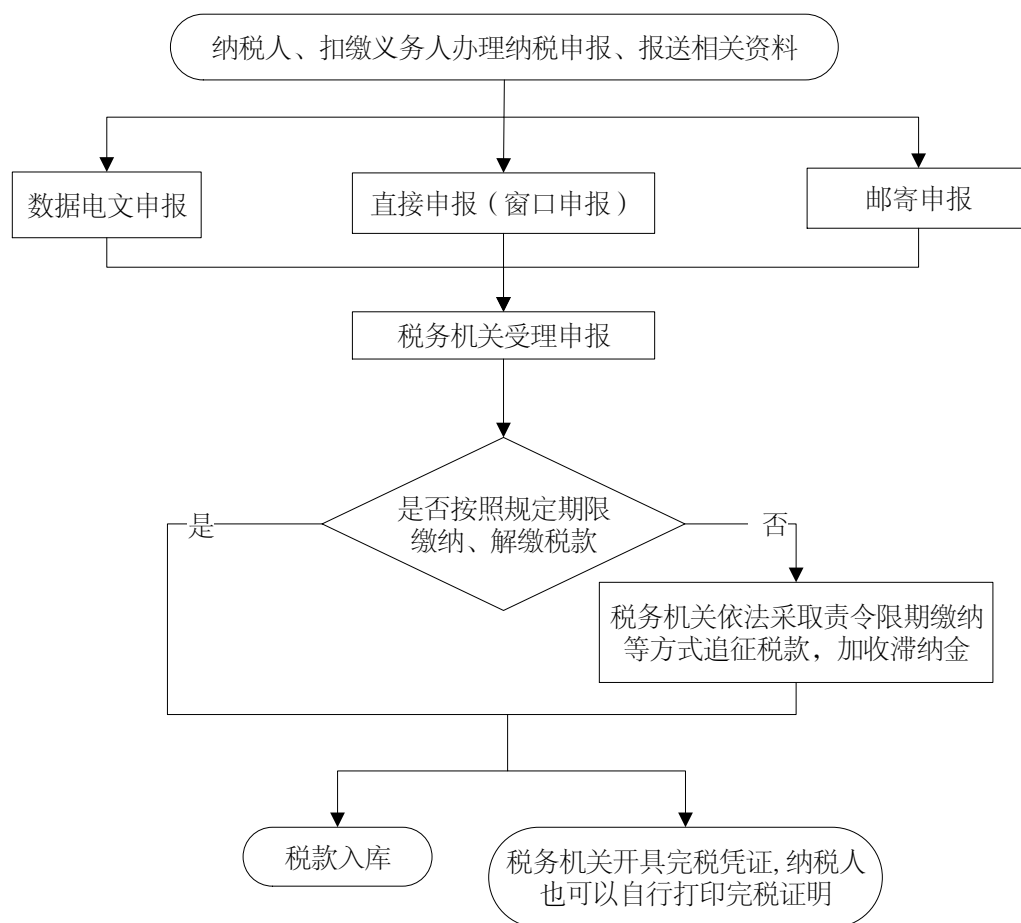 纳税人、扣缴义务人办理纳税申报、报送相关资料
数据电文申报
直接申报（窗口申报）
邮寄申报
税务机关受理申报
是否按照规定期限
缴纳、解缴税款
是
否
税务机关依法采取责令限期缴纳
等方式追征税款，加收滞纳金
税款入库
税务机关开具完税凭证,纳税人
也可以自行打印完税证明